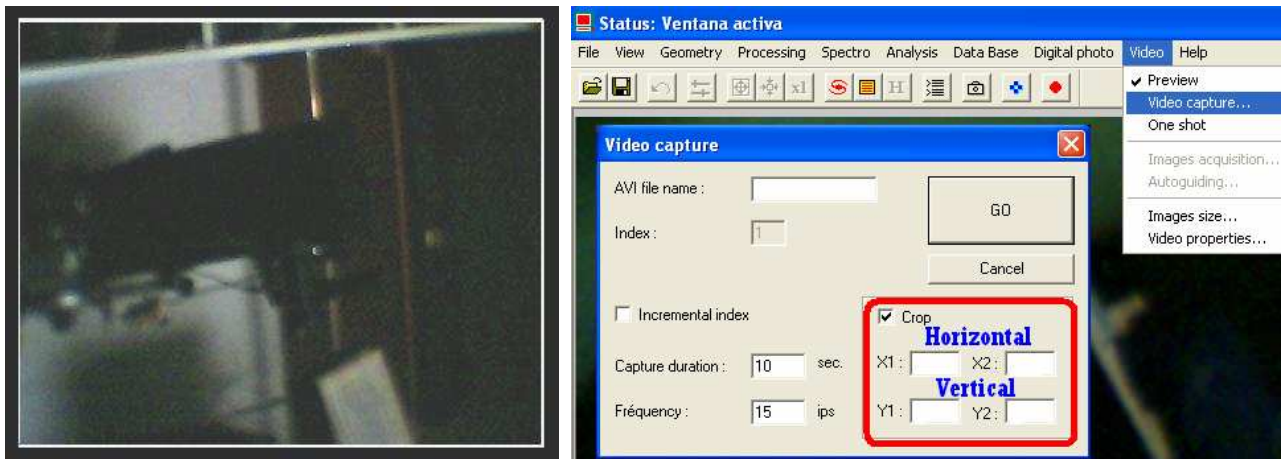 Status: Ventana activa
File View Geometry Processing Spectro Analysis Data Base Digital photo Video Help
x1 H
Preview
Video capture...
One shot
Images acquisition...
Autoguiding...
Images size...
Video properties...
Video capture
AVI file name :
GO
Index : 1
Cancel
Incremental index
Crop
Horizontal
Capture duration : 10 sec.
X1 : X2 :
Vertical
Fréquency : 15 ips
Y1 : Y2 :